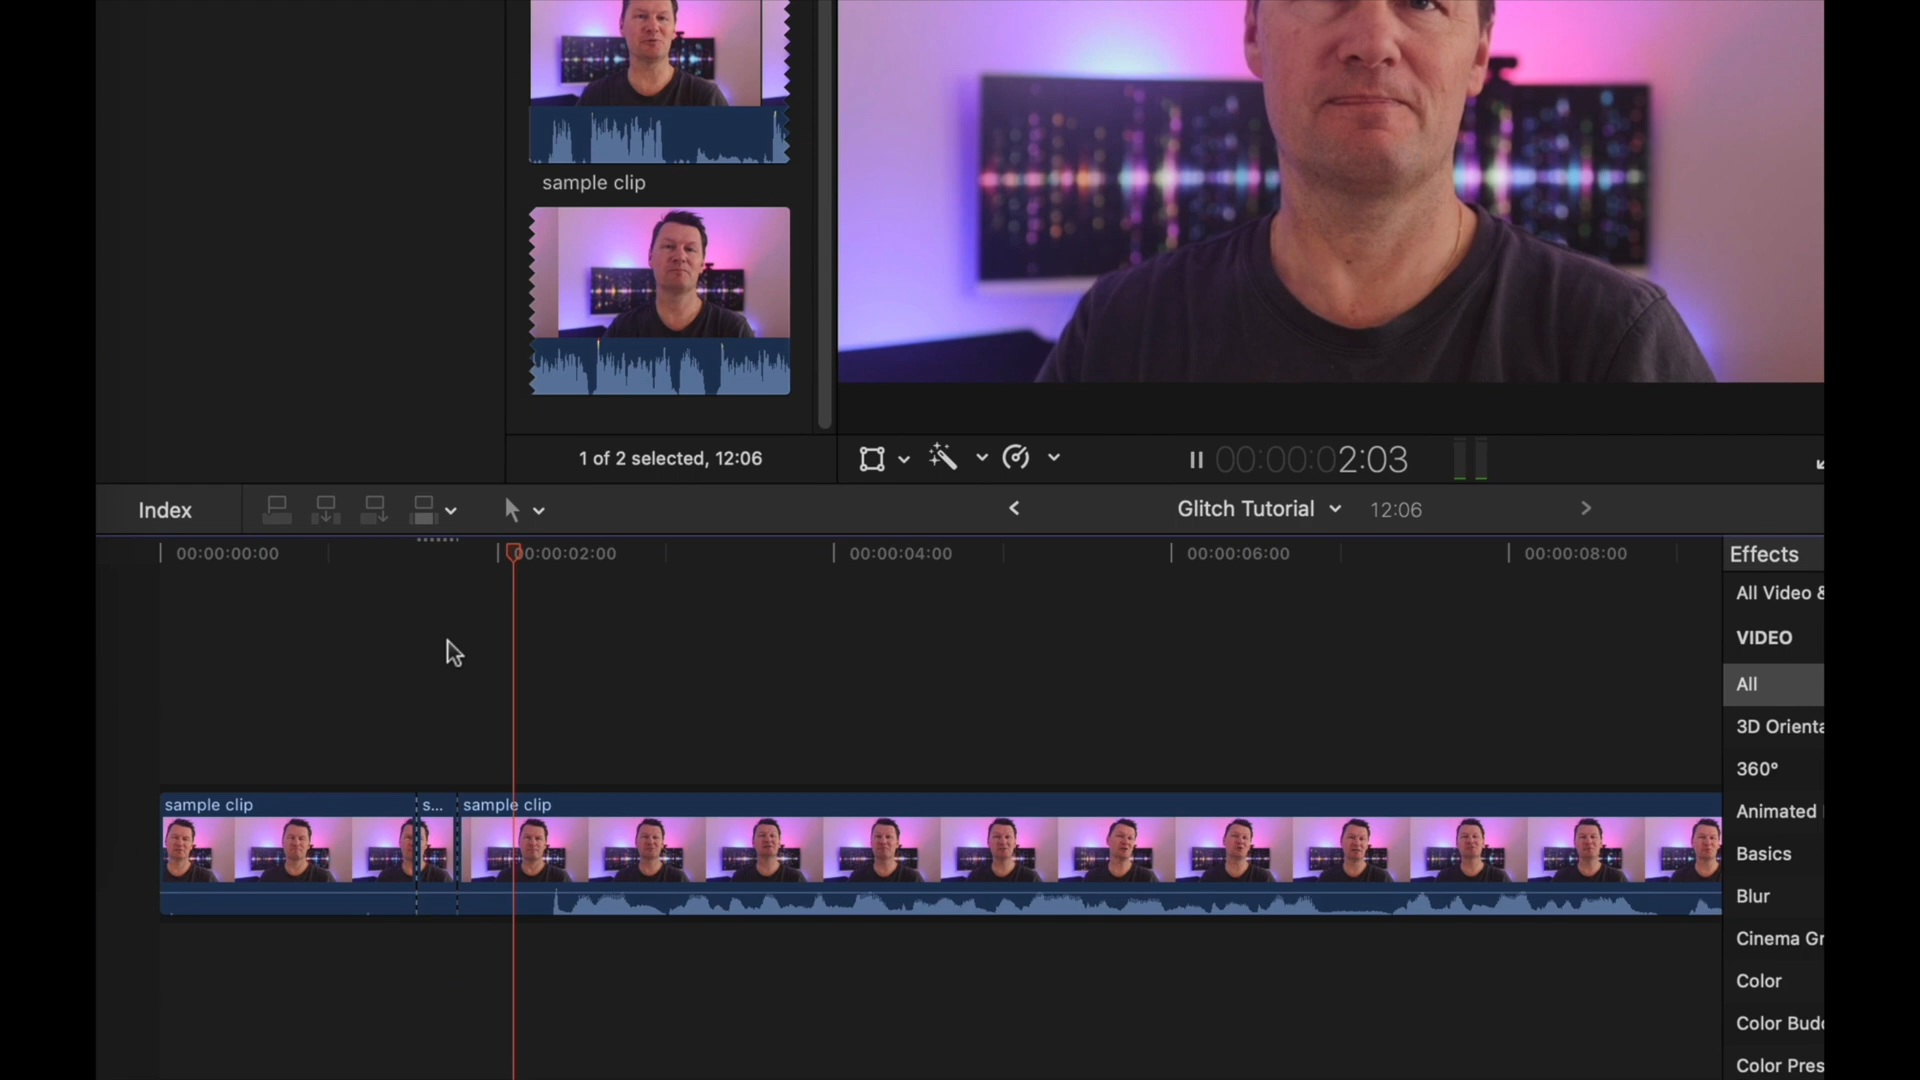 sample clip
1 of 2 selected, 12:06
00:00:02:03
Index
Glitch Tutorial
12:06
00:00:00:00
00:00:02:00
00:00:04:00
00:00:06:00
00:00:08:00
Effects
All Video &
VIDEO
All
3D Orienta
360°
Animated
Basics
Blur
Cinema Gr
Color
Color Budd
Color Pres
sample clip
s...
sample clip